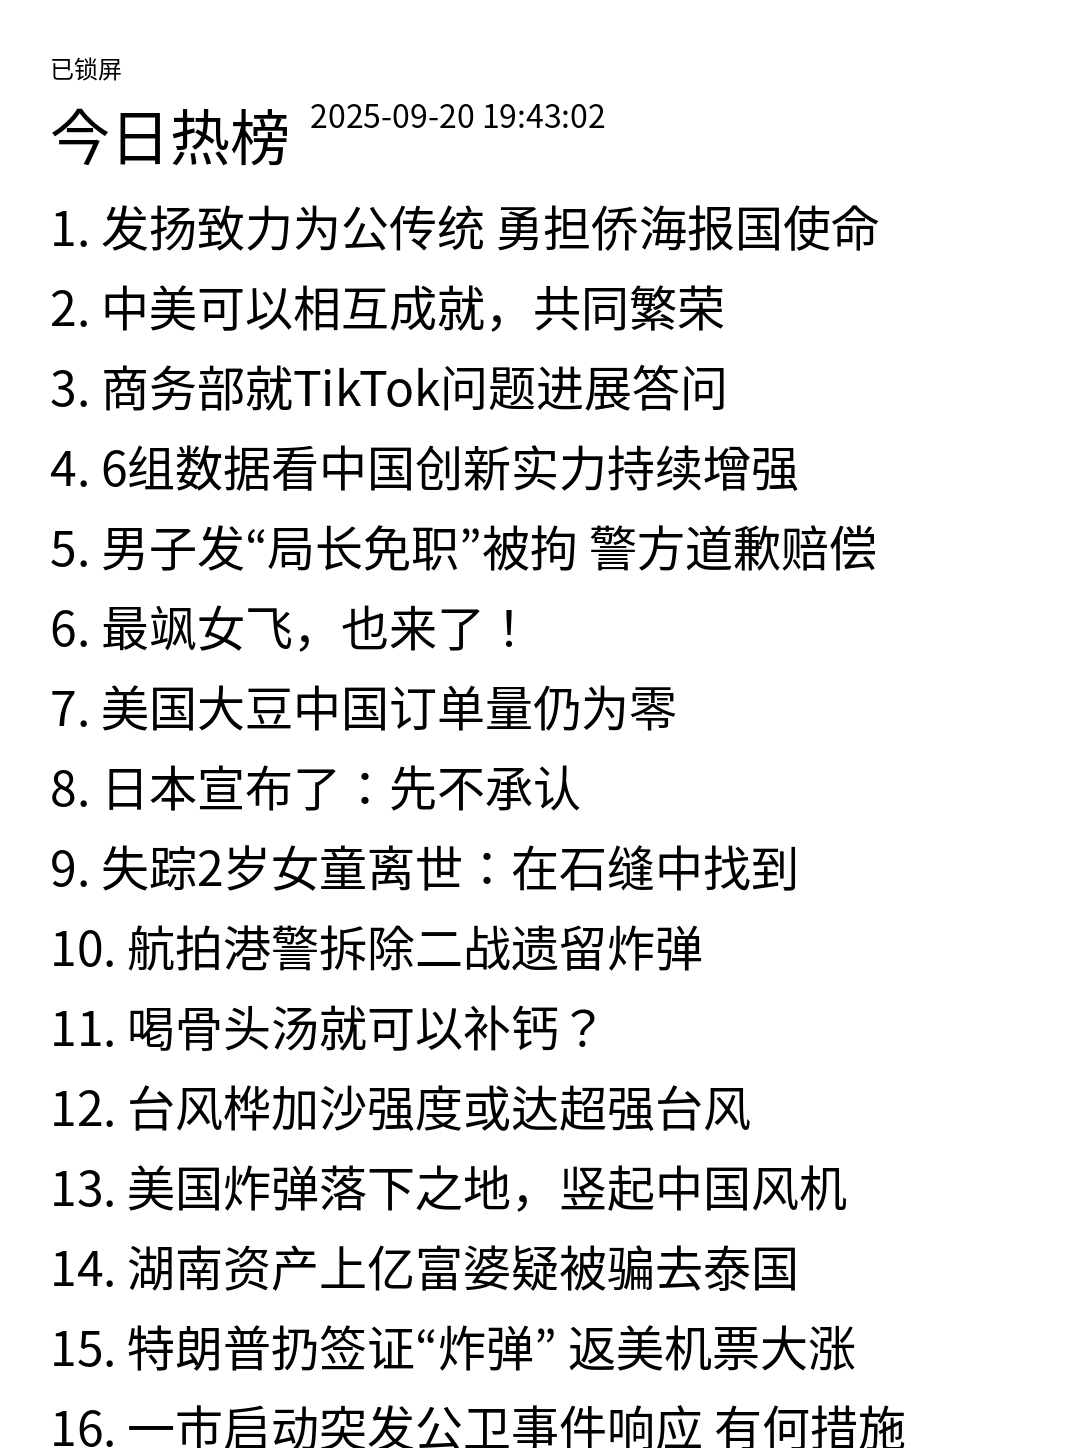 已锁屏
今日热榜 2025-09-20 19:43:02
1. 发扬致力为公传统 勇担侨海报国使命
2. 中美可以相互成就，共同繁荣
3. 商务部就TikTok问题进展答问
4. 6组数据看中国创新实力持续增强
5. 男子发“局长免职”被拘 警方道歉赔偿
6. 最飒女飞，也来了！
7. 美国大豆中国订单量仍为零
8. 日本宣布了：先不承认
9. 失踪2岁女童离世：在石缝中找到
10. 航拍港警拆除二战遗留炸弹
11. 喝骨头汤就可以补钙？
12. 台风桦加沙强度或达超强台风
13. 美国炸弹落下之地，竖起中国风机
14. 湖南资产上亿富婆疑被骗去泰国
15. 特朗普扔签证“炸弹” 返美机票大涨
16. 一市启动突发公卫事件响应 有何措施